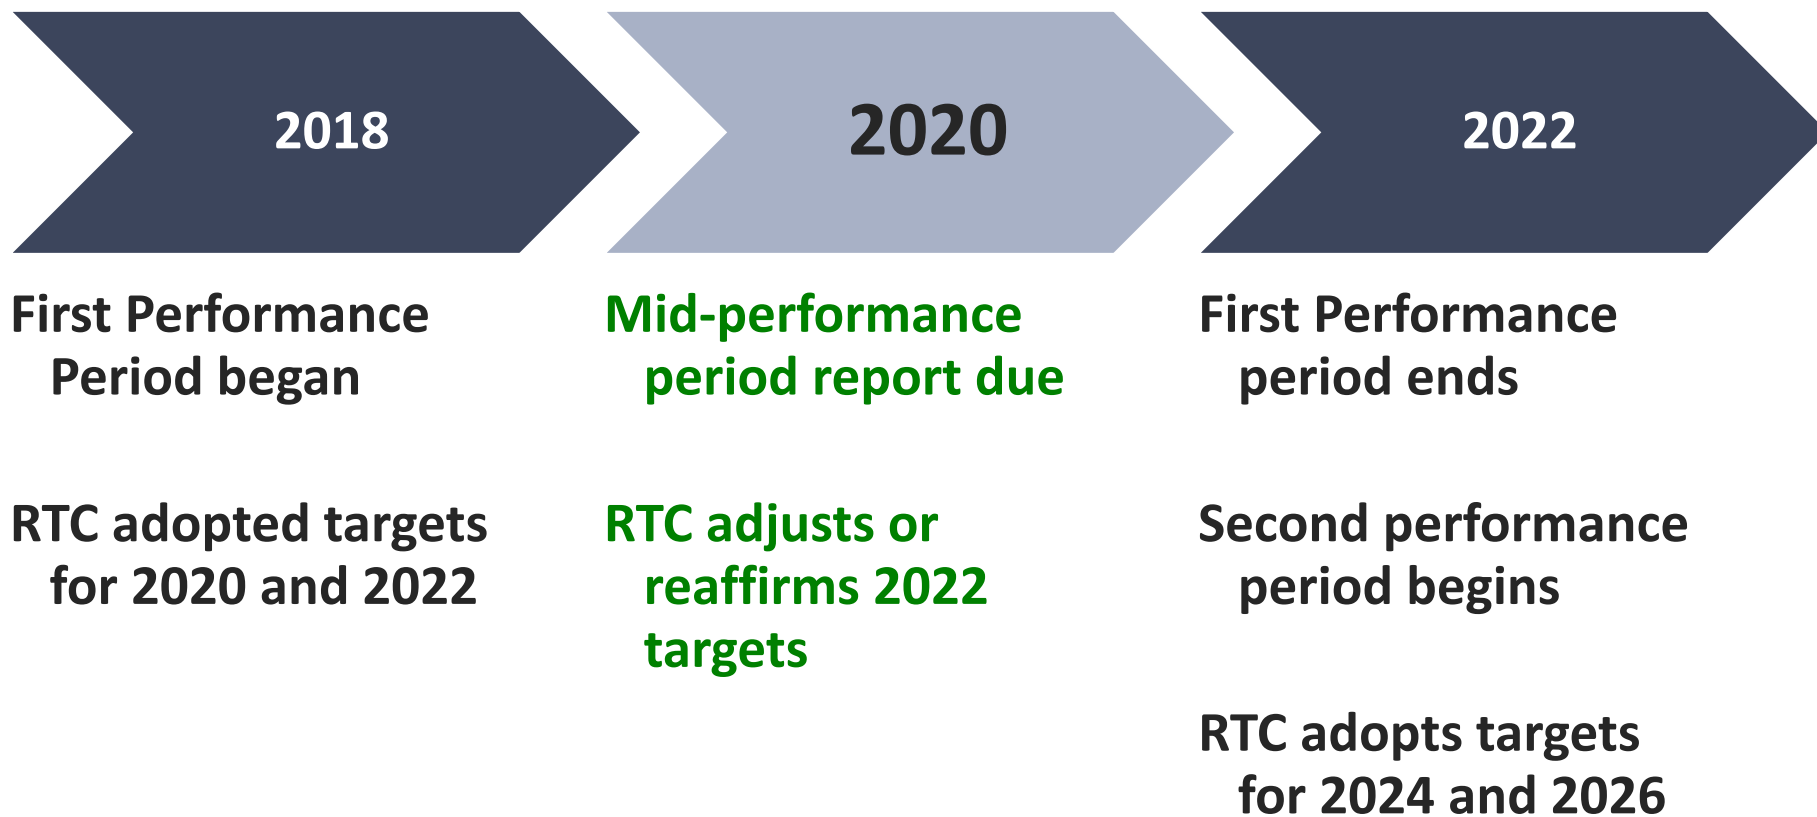 2018
First Performance
Period began
RTC adopted targets
for 2020 and 2022
2020
Mid-performance
period report due
RTC adjusts or
reaffirms 2022
targets
2022
First Performance
period ends
Second performance
period begins
RTC adopts targets
for 2024 and 2026